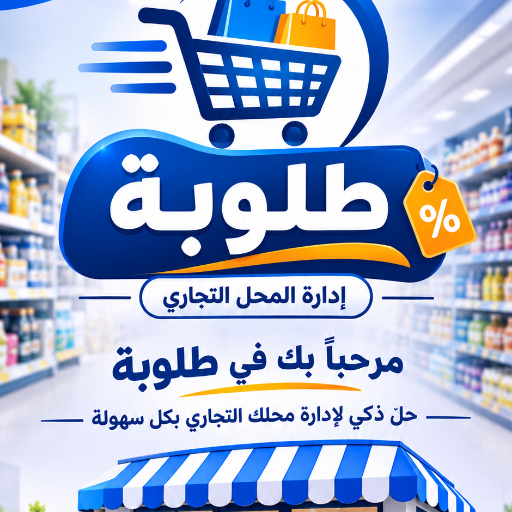 طلوبة
%
إدارة المحل التجاري
مرحباً بك في طلوبة
حل ذكي لإدارة محلك التجاري بكل سهولة